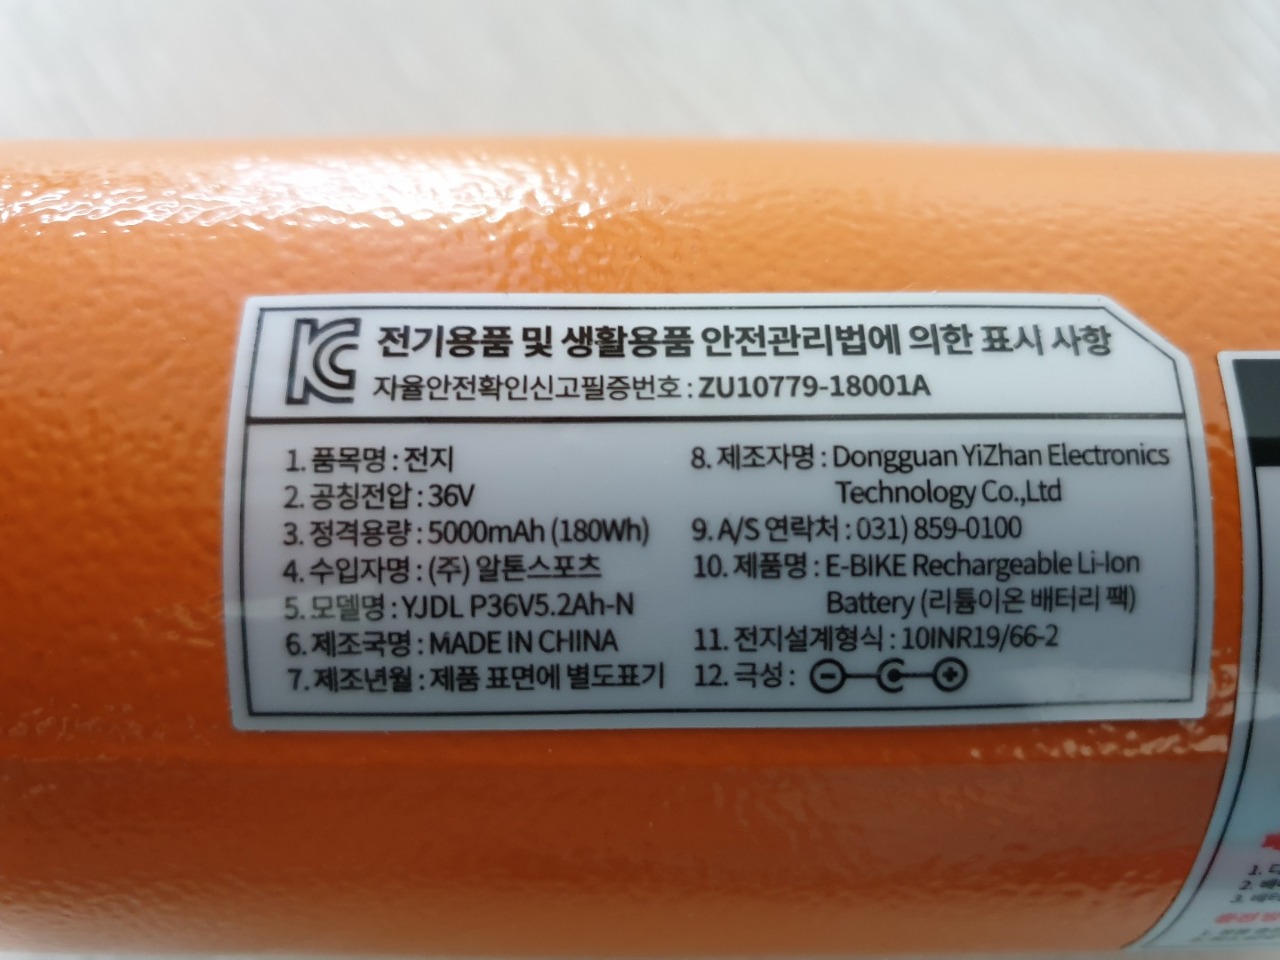 KC
전기용품 및 생활용품 안전관리법에 의한 표시 사항
자율안전확인신고필증번호 : ZU10779-18001A
1. 품목명 : 전지
2. 공칭전압 : 36V
3. 정격용량 : 5000mAh (180Wh)
4. 수입자명 : (주) 알톤스포츠
5. 모델명 : YJDL P36V5.2Ah-N
6. 제조국명 : MADE IN CHINA
7. 제조년월 : 제품 표면에 별도표기
8. 제조자명 : Dongguan YiZhan Electronics
Technology Co.,Ltd
9. A/S 연락처 : 031) 859-0100
10. 제품명 : E-BIKE Rechargeable Li-Ion
Battery (리튬이온 배터리 팩)
11. 전지설계형식 : 10INR19/66-2
12. 극성 :
1.
2.
3.